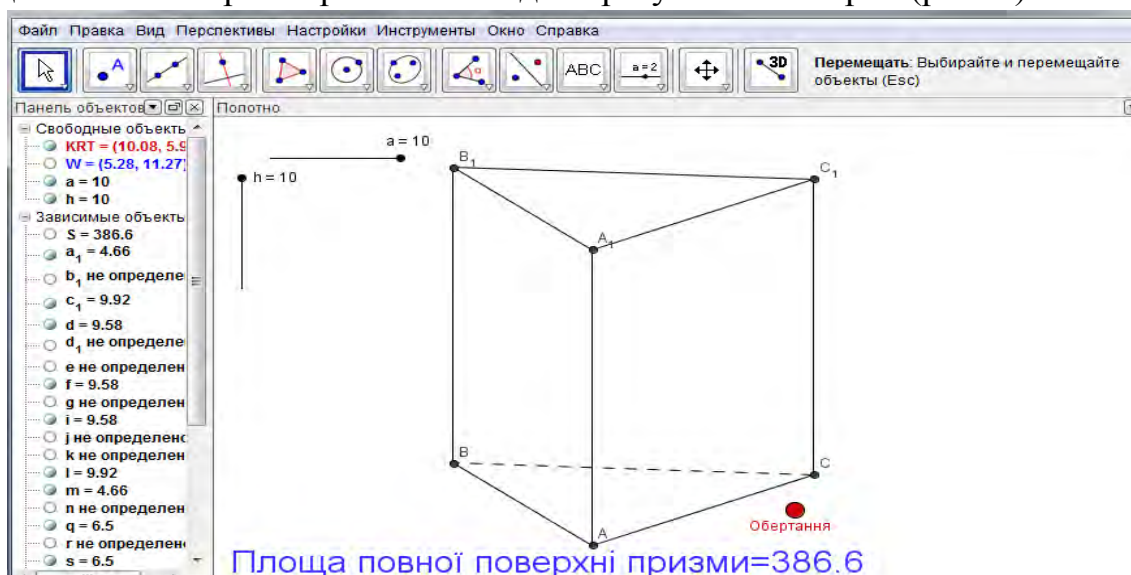 Файл Правка Вид Перспективы Настройки Инструменты Окно Справка
A
α
ABC
a = 2
3D
Перемещать: Выбирайте и перемещайте
объекты (Esc)
Панель объектов
Полотно
Свободные объекты
KRT = (10.08, 5.9
W = (5.28, 11.27)
a = 10
h = 10
Зависимые объекты
S = 386.6
a₁ = 4.66
b₁ не определе
c₁ = 9.92
d = 9.58
d₁ не определе
e не определен
f = 9.58
g не определен
i = 9.58
j не определено
k не определен
l = 9.92
m = 4.66
n не определен
q = 6.5
r не определен
s = 6.5
a = 10
h = 10
B₁
C₁
A₁
B
C
A
Обертання
Площа повної поверхні призми=386.6